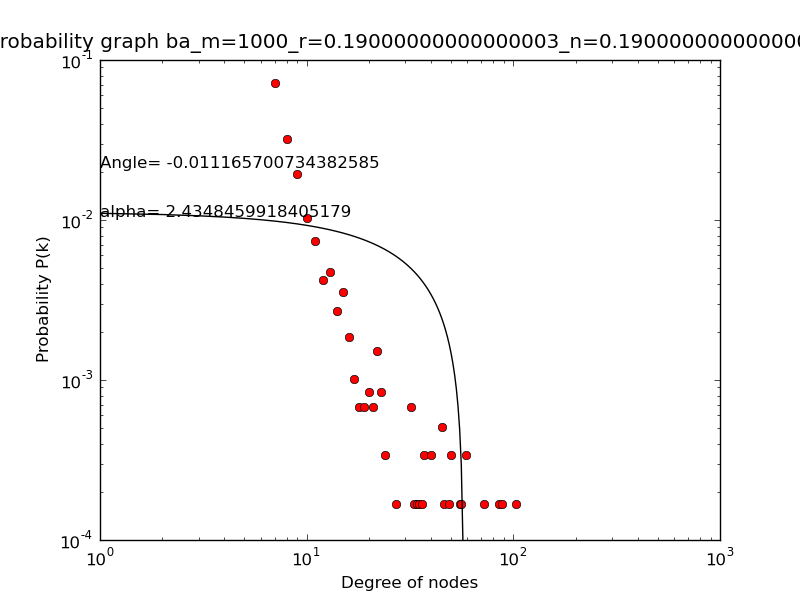 robability graph ba_m=1000_r=0.19000000000000003_n=0.1900000000000000
10^-1
Angle= -0.011165700734382585
alpha= 2.4348459918405179
10^-2
Probability P(k)
10^-3
10^-4
10^0 10^1 10^2 10^3
Degree of nodes